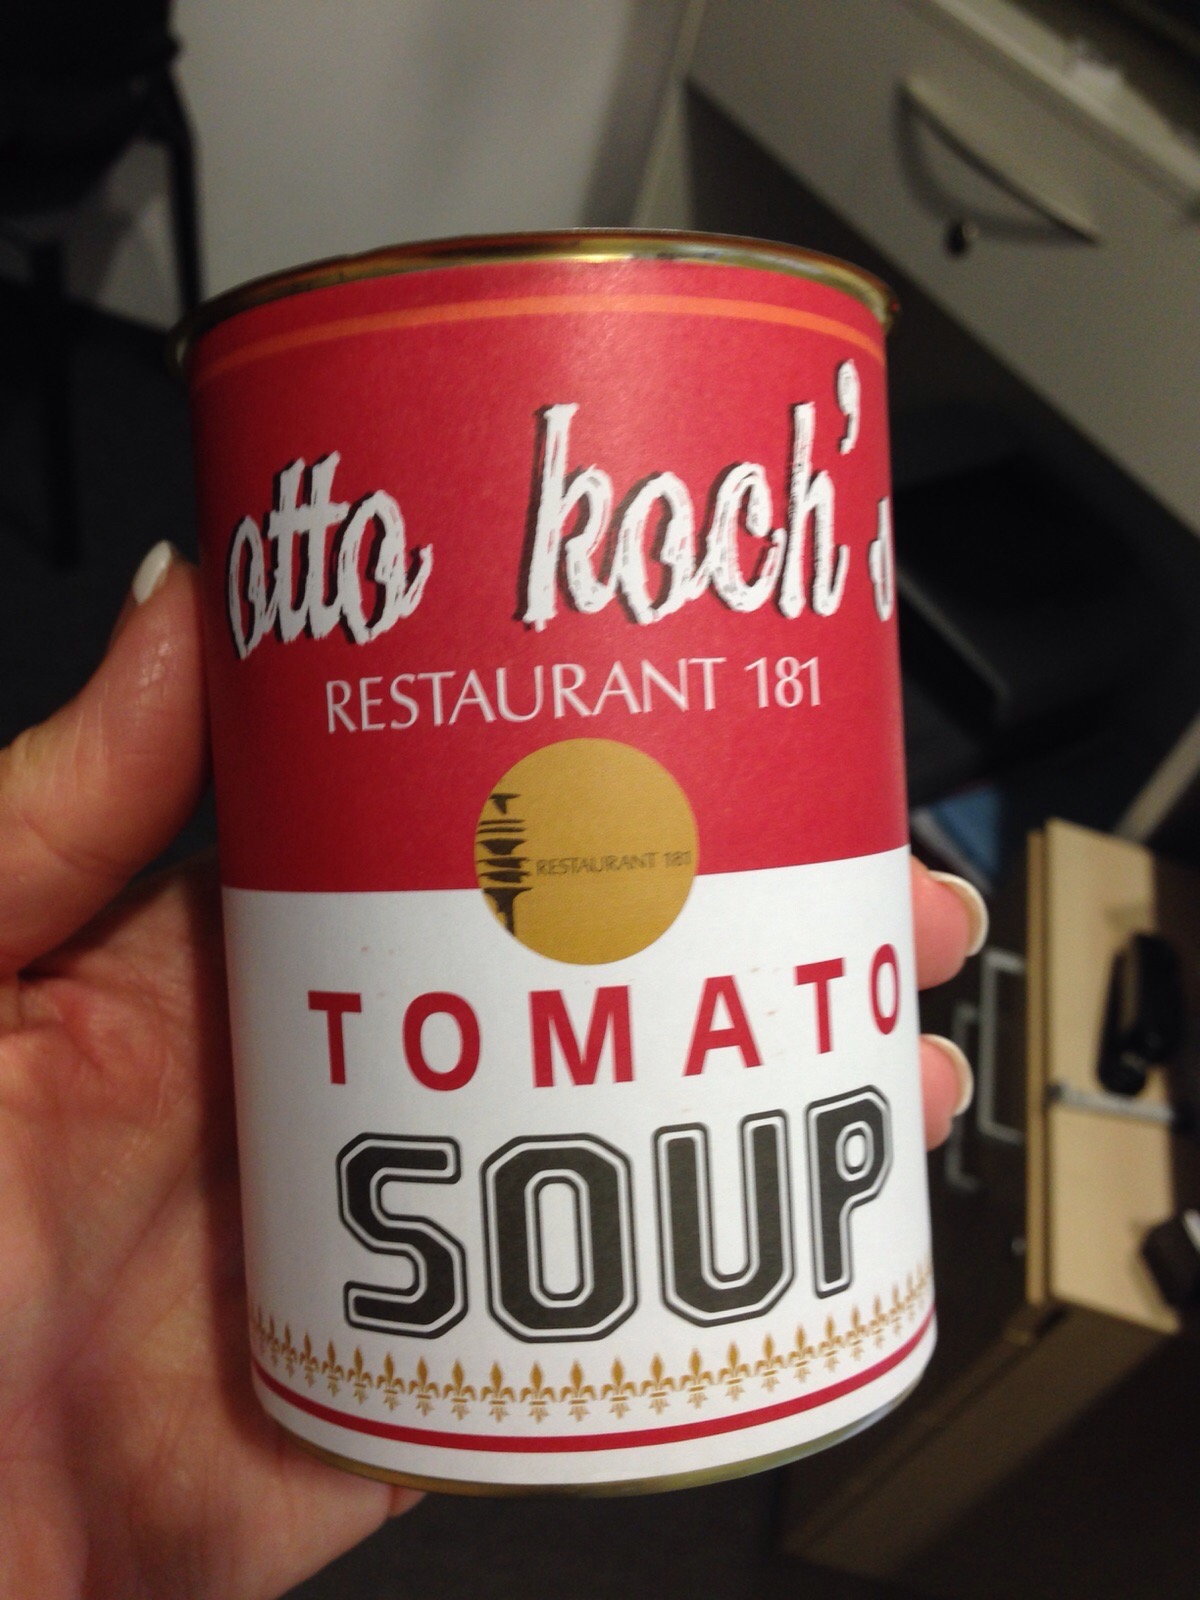 otto koch's
RESTAURANT 181
RESTAURANT 181
TOMATO
SOUP